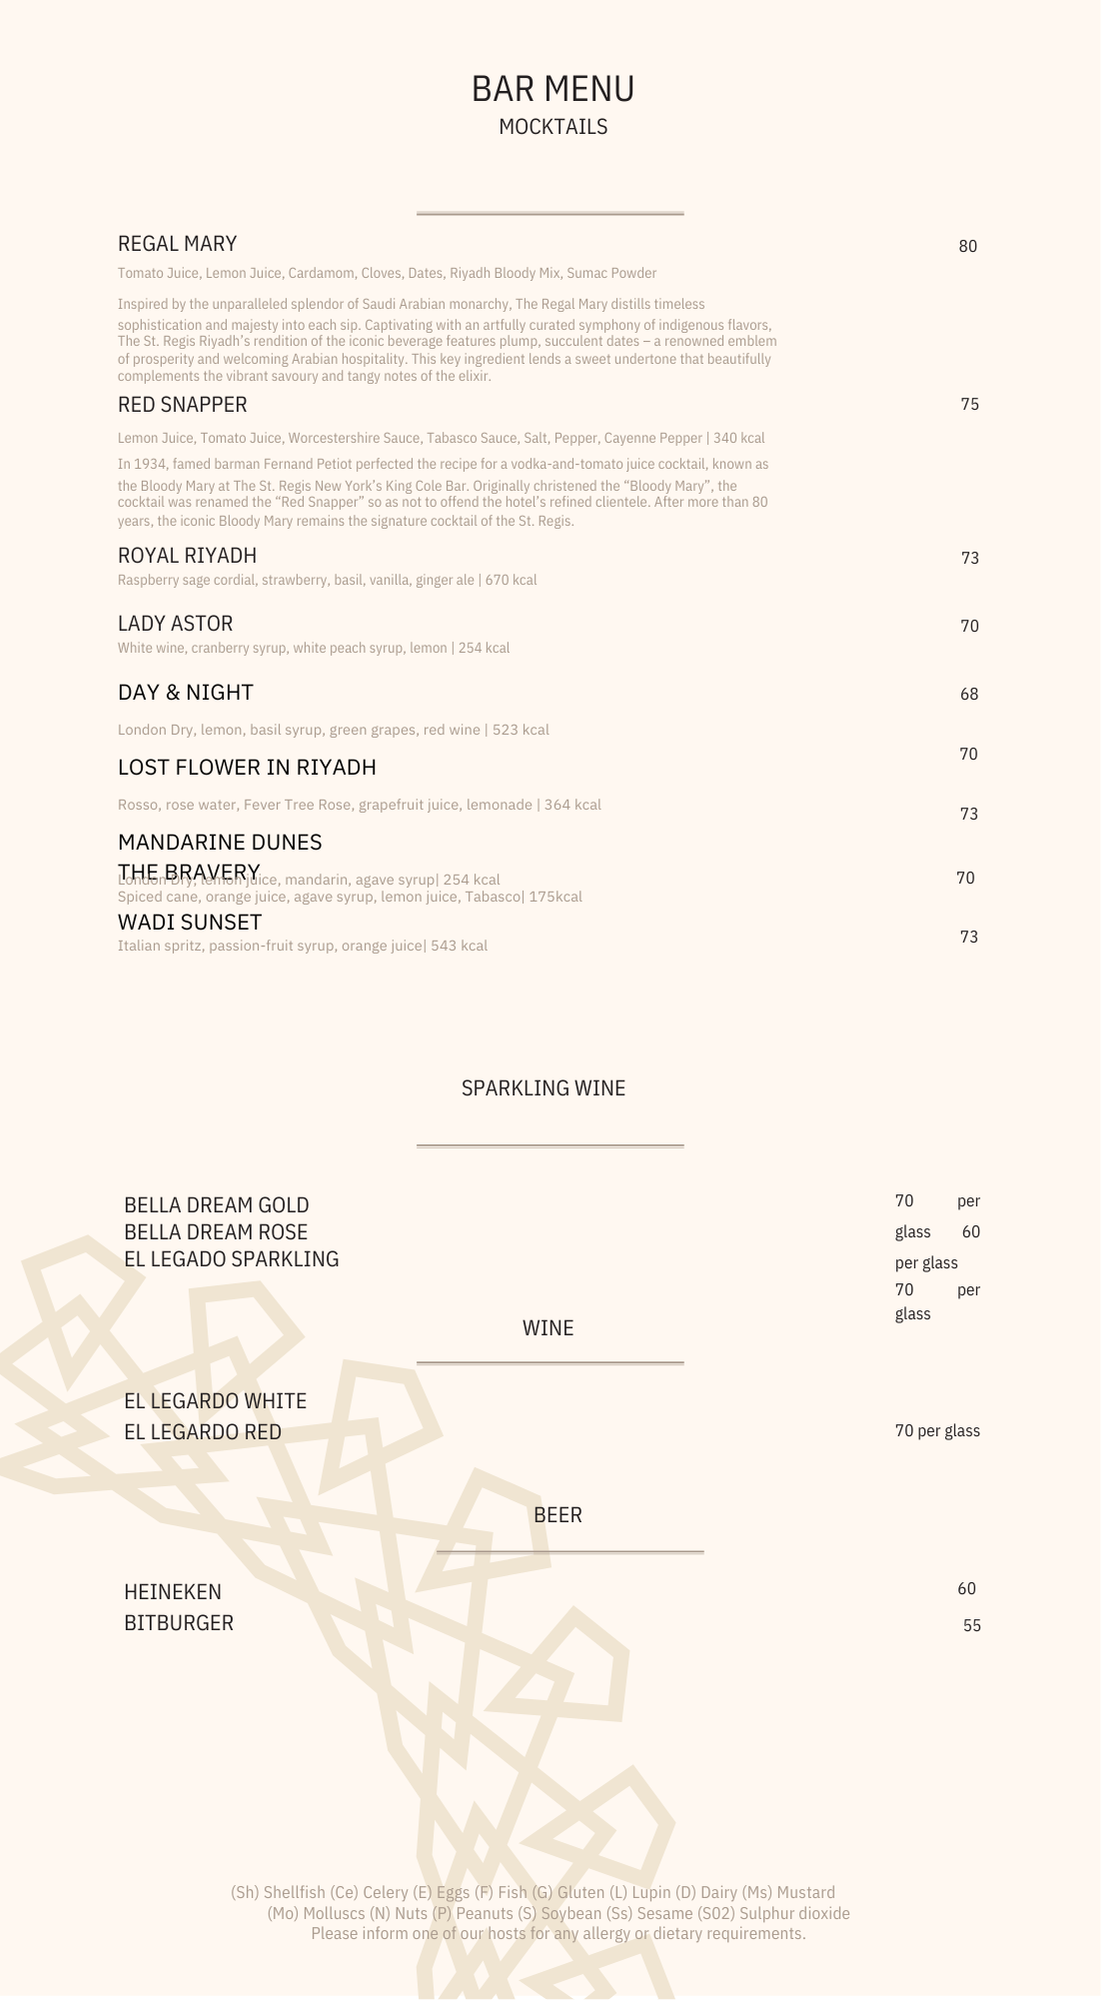 BAR MENU
MOCKTAILS
REGAL MARY 80
Tomato Juice, Lemon Juice, Cardamom, Cloves, Dates, Riyadh Bloody Mix, Sumac Powder
Inspired by the unparalleled splendor of Saudi Arabian monarchy, The Regal Mary distills timeless
sophistication and majesty into each sip. Captivating with an artfully curated symphony of indigenous flavors,
The St. Regis Riyadh’s rendition of the iconic beverage features plump, succulent dates – a renowned emblem
of prosperity and welcoming Arabian hospitality. This key ingredient lends a sweet undertone that beautifully
complements the vibrant savoury and tangy notes of the elixir.
RED SNAPPER 75
Lemon Juice, Tomato Juice, Worcestershire Sauce, Tabasco Sauce, Salt, Pepper, Cayenne Pepper | 340 kcal
In 1934, famed barman Fernand Petiot perfected the recipe for a vodka-and-tomato juice cocktail, known as
the Bloody Mary at The St. Regis New York’s King Cole Bar. Originally christened the “Bloody Mary”, the
cocktail was renamed the “Red Snapper” so as not to offend the hotel’s refined clientele. After more than 80
years, the iconic Bloody Mary remains the signature cocktail of the St. Regis.
ROYAL RIYADH 73
Raspberry sage cordial, strawberry, basil, vanilla, ginger ale | 670 kcal
LADY ASTOR 70
White wine, cranberry syrup, white peach syrup, lemon | 254 kcal
DAY & NIGHT 68
London Dry, lemon, basil syrup, green grapes, red wine | 523 kcal
70
LOST FLOWER IN RIYADH
Rosso, rose water, Fever Tree Rose, grapefruit juice, lemonade | 364 kcal
73
MANDARINE DUNES
THE BRAVERY 70
London Dry, lemon juice, mandarin, agave syrup| 254 kcal
Spiced cane, orange juice, agave syrup, lemon juice, Tabasco| 175kcal
WADI SUNSET 73
Italian spritz, passion-fruit syrup, orange juice| 543 kcal
SPARKLING WINE
BELLA DREAM GOLD 70 per
BELLA DREAM ROSE glass 60
EL LEGADO SPARKLING per glass
70 per
glass
WINE
EL LEGARDO WHITE
EL LEGARDO RED 70 per glass
BEER
HEINEKEN 60
BITBURGER 55
(Sh) Shellfish (Ce) Celery (E) Eggs (F) Fish (G) Gluten (L) Lupin (D) Dairy (Ms) Mustard
(Mo) Molluscs (N) Nuts (P) Peanuts (S) Soybean (Ss) Sesame (S02) Sulphur dioxide
Please inform one of our hosts for any allergy or dietary requirements.